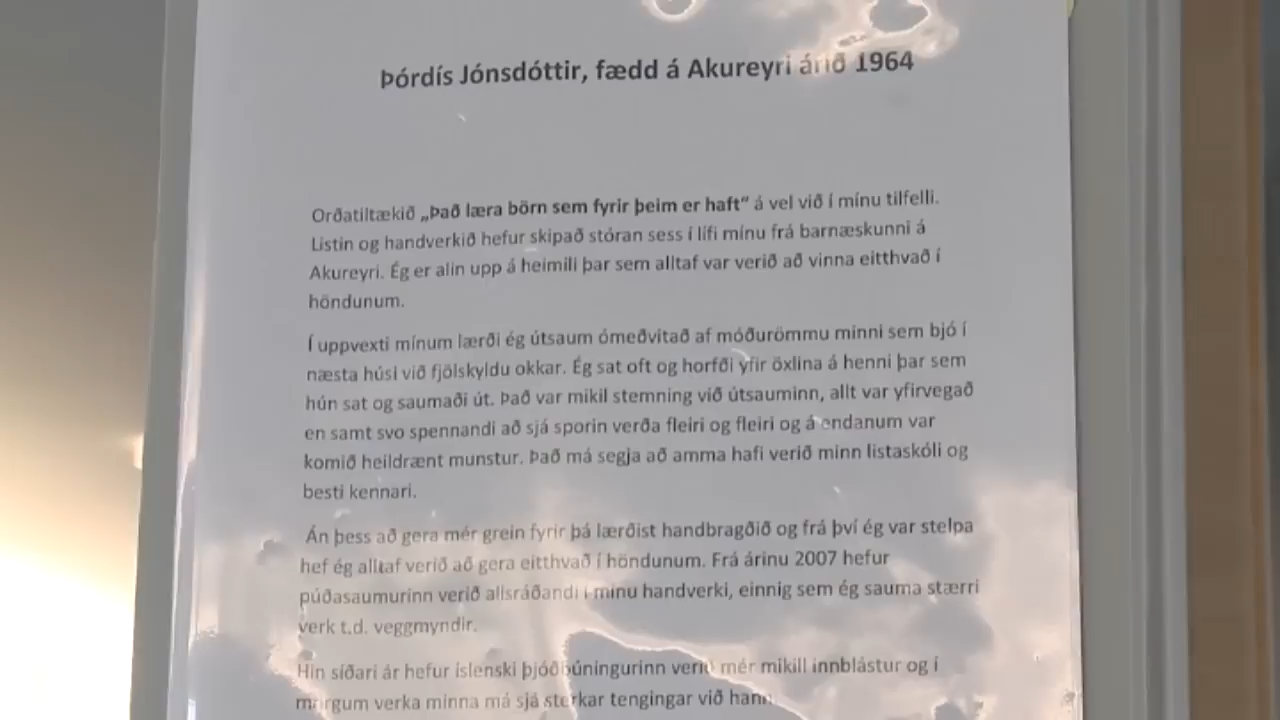 Þórdís Jónsdóttir, fædd á Akureyri árið 1964
Orðatiltækið „Það læra börn sem fyrir þeim er haft“ á vel við í mínu tilfelli.
Listin og handverkið hefur skipað stóran sess í lífi mínu frá barnæskunni á
Akureyri. Ég er alin upp á heimili þar sem alltaf var verið að vinna eitthvað í
höndunum.
Í uppvexti mínum lærði ég útsaum ómeðvitað af móðurömmu minni sem bjó í
næsta húsi við fjölskyldu okkar. Ég sat oft og horfði yfir öxlina á henni þar sem
hún sat og saumaði út. Það var mikil stemning við útsauminn, allt var yfirvegað
en samt svo spennandi að sjá sporin verða fleiri og fleiri og á endanum var
komið heildrænt munstur. Það má segja að amma hafi verið minn listaskóli og
besti kennari.
Án þess að gera mér grein fyrir þá lærðist handbragðið og frá því ég var stelpa
hef ég alltaf verið að gera eitthvað í höndunum. Frá árinu 2007 hefur
púðasaumurinn verið allsráðandi í mínu handverki, einnig sem ég sauma stærri
verk t.d. veggmyndir.
Hin síðari ár hefur íslenski þjóðbúningurinn verið mér mikill innblástur og í
mörgum verka minna má sjá sterkar tengingar við hann